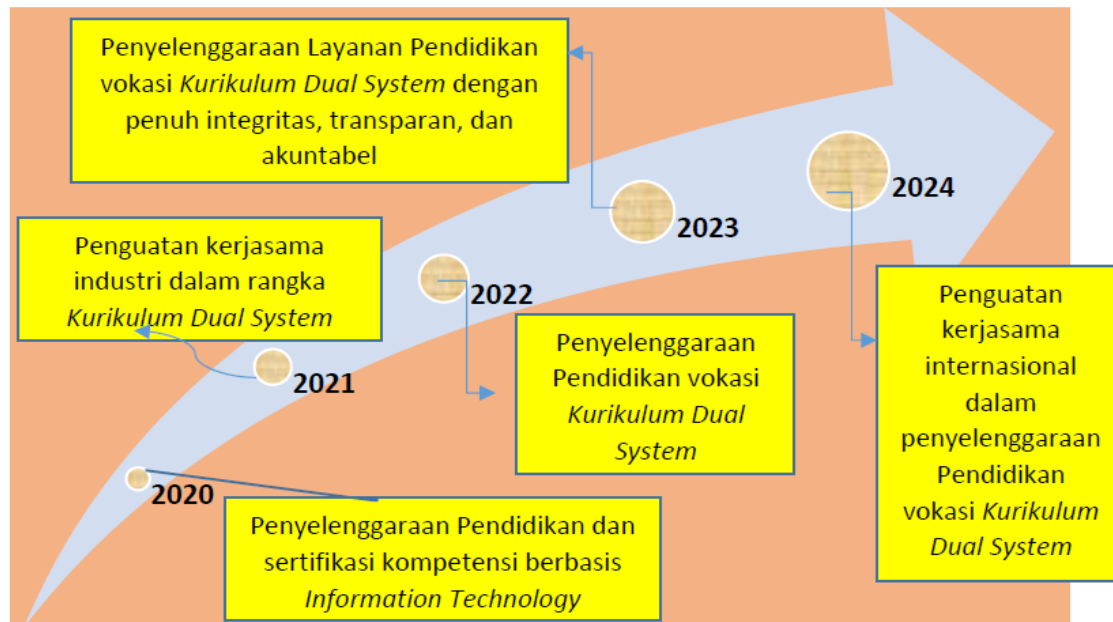 Penyelenggaraan Layanan Pendidikan
vokasi Kurikulum Dual System dengan
penuh integritas, transparan, dan
akuntabel
2024
2023
Penguatan kerjasama
industri dalam rangka
Kurikulum Dual System
2022
Penguatan
kerjasama
internasional
dalam
penyelenggaraan
Pendidikan
vokasi Kurikulum
Dual System
Penyelenggaraan
Pendidikan vokasi
Kurikulum Dual
System
2021
2020
Penyelenggaraan Pendidikan dan
sertifikasi kompetensi berbasis
Information Technology